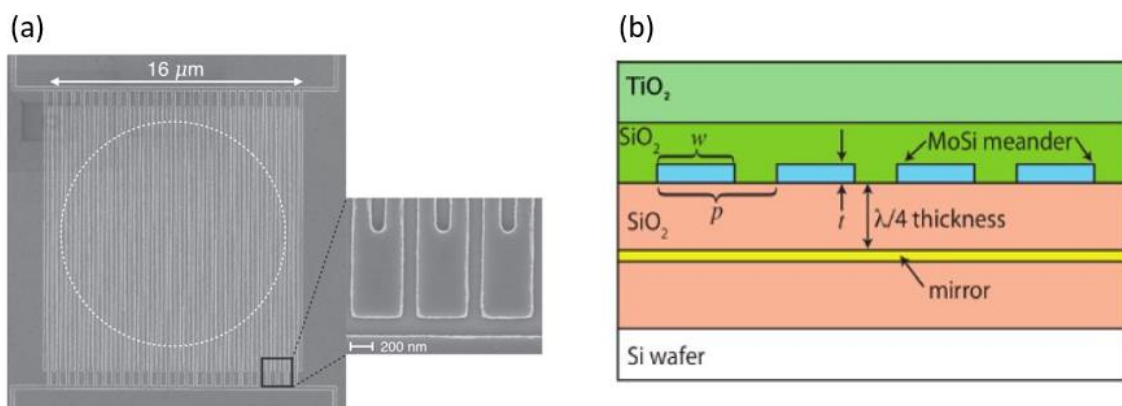 (a)
16 μm
200 nm
(b)
TiO₂
SiO₂
w
MoSi meander
p
t
SiO₂
λ/4 thickness
mirror
Si wafer